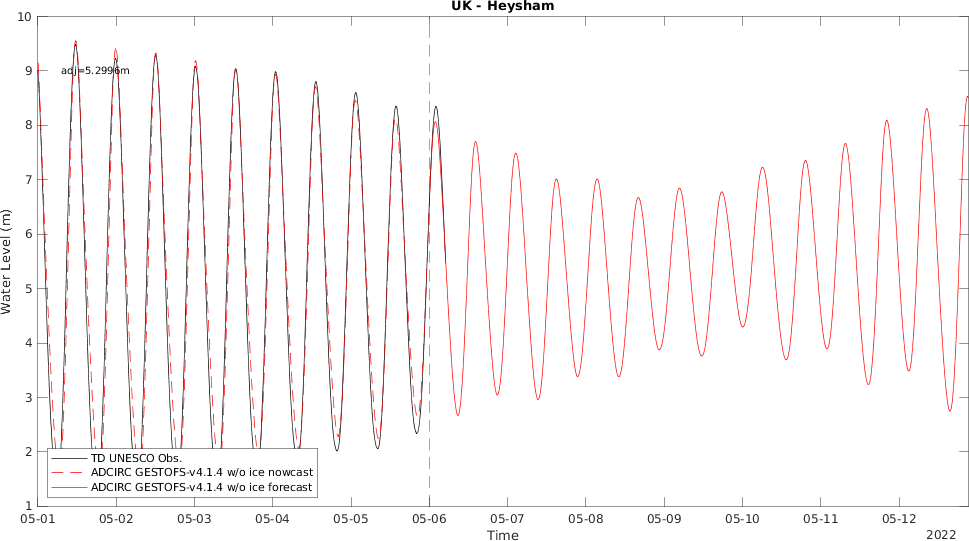 UK - Heysham
10
9
8
7
6
5
4
3
2
1
Water Level (m)
adj=5.2996m
TD UNESCO Obs.
ADCIRC GESTOFS-v4.1.4 w/o ice nowcast
ADCIRC GESTOFS-v4.1.4 w/o ice forecast
05-01 05-02 05-03 05-04 05-05 05-06 05-07 05-08 05-09 05-10 05-11 05-12
Time
2022